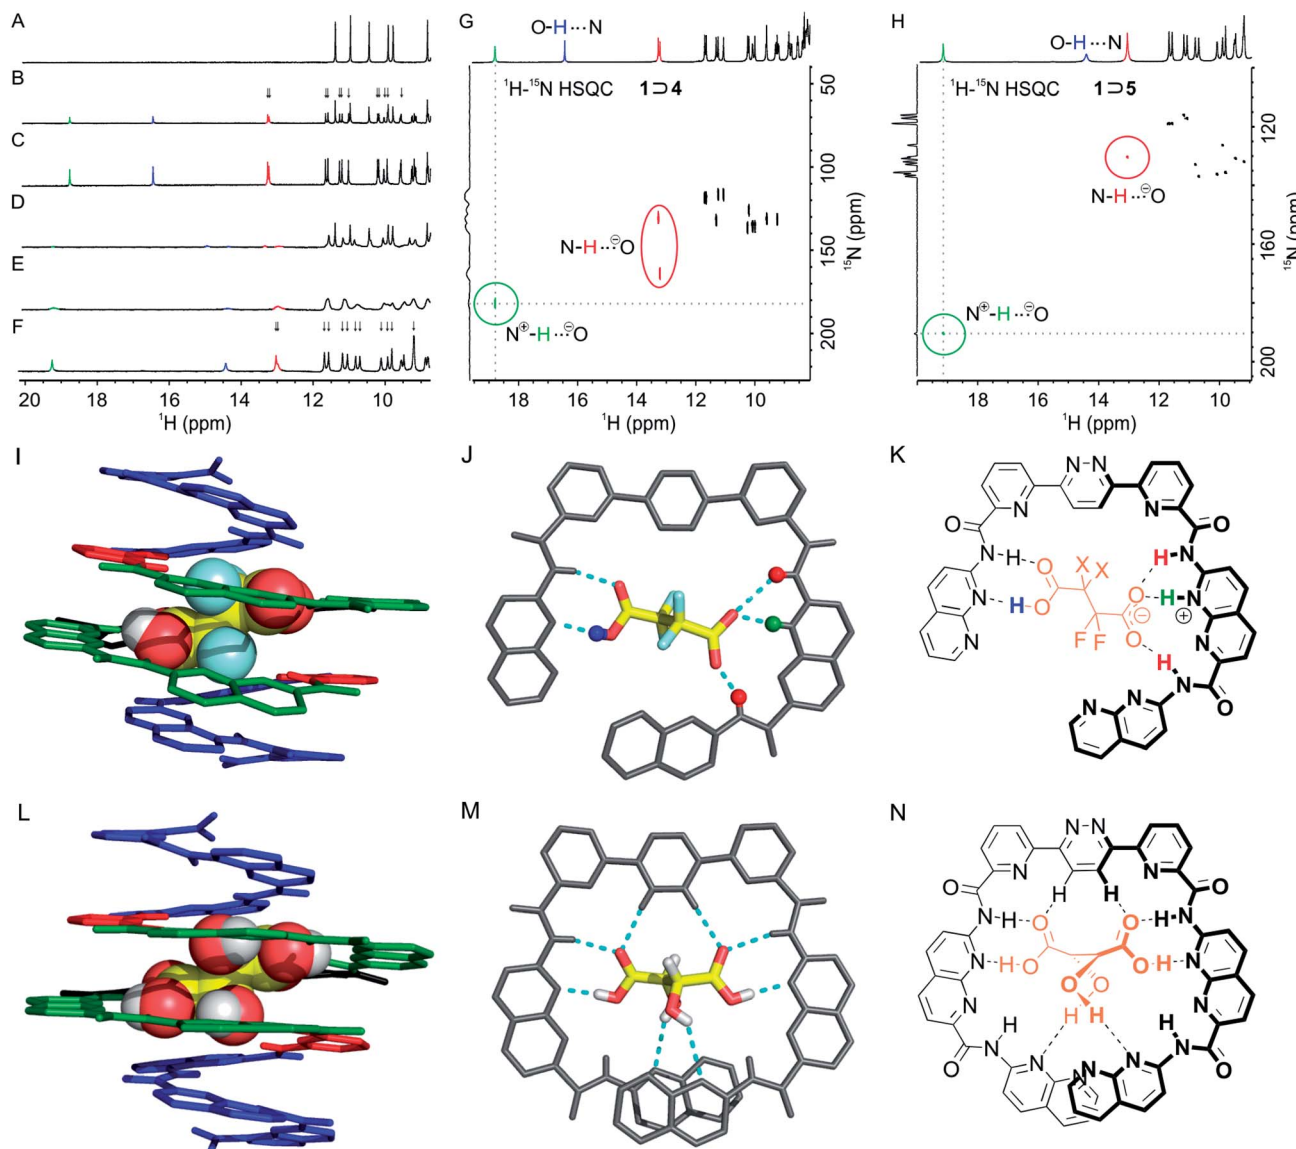 A
B
C
D
E
F
20 18 16 14 12 10
¹H (ppm)
G
O-H···N
¹H-¹⁵N HSQC 1⊃4
N-H···⊖O
N⊕-H···⊖O
50
100
150
200
¹⁵N (ppm)
18 16 14 12 10
¹H (ppm)
H
O-H···N
¹H-¹⁵N HSQC 1⊃5
N-H···⊖O
N⊕-H···⊖O
120
160
200
¹⁵N (ppm)
18 16 14 12 10
¹H (ppm)
I
J
K
N-N
N N
O O
N-H O X X H N
N H-O O H-N
⊖ ⊕
N F F O N
H
N N N O
L
M
N
N-N
N N
O H H O
N-H O O H-N
N H-O O-H N
N O O N
H H H H
O N N O
N N N N